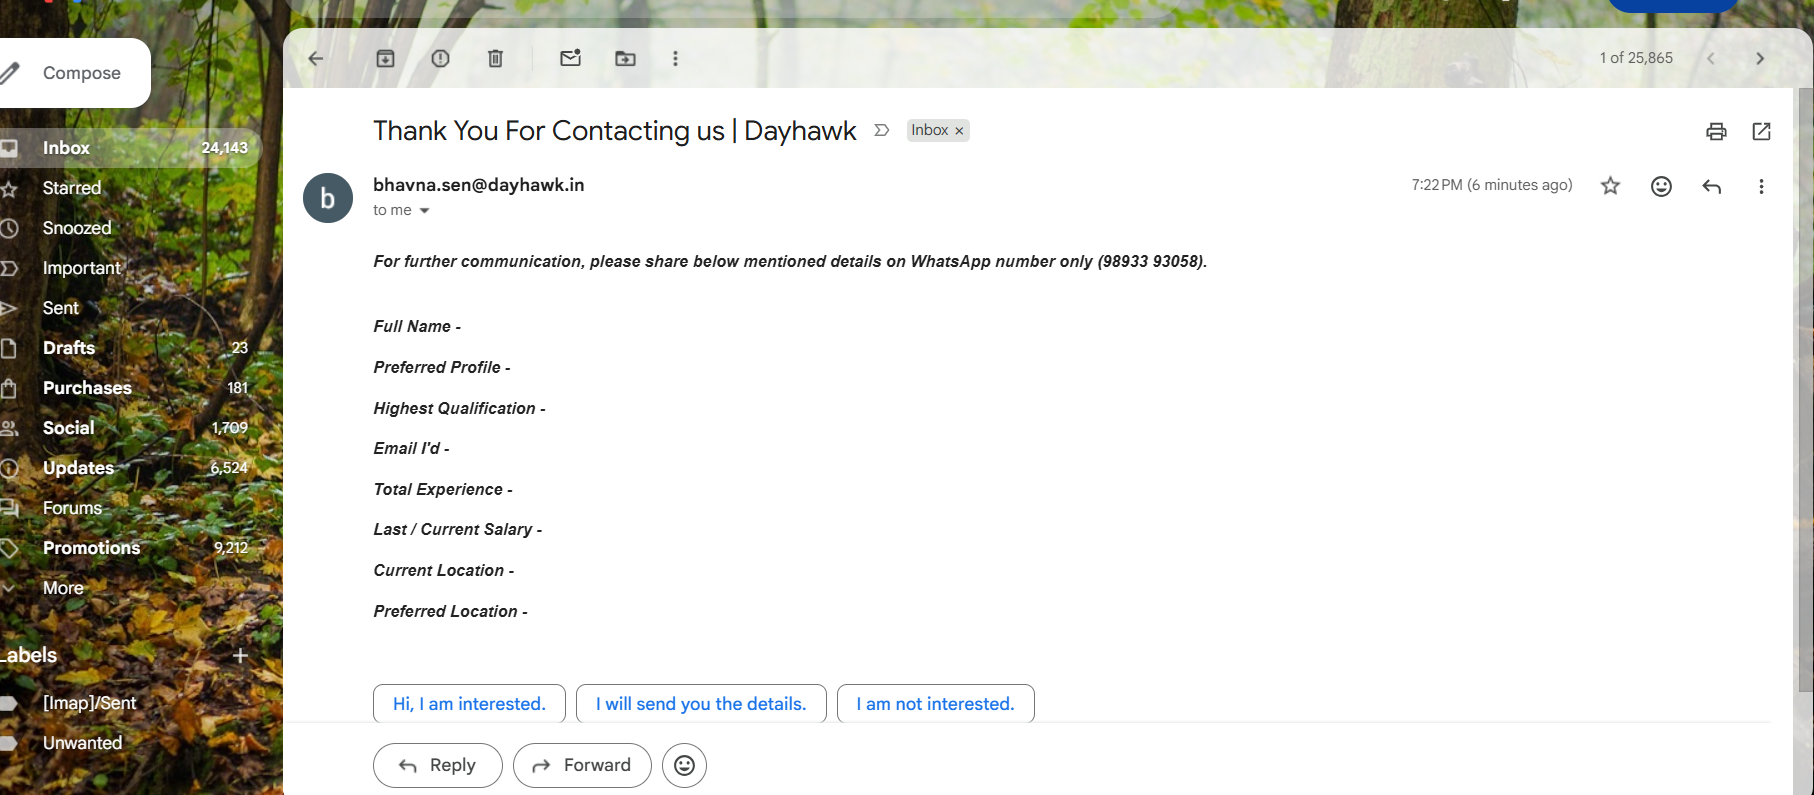 Compose
1 of 25,865
Inbox 24,143
Starred
Snoozed
Important
Sent
Drafts 23
Purchases 181
Social 1,709
Updates 6,524
Forums
Promotions 9,212
More
Labels
[Imap]/Sent
Unwanted
Thank You For Contacting us | Dayhawk Inbox ×
b
bhavna.sen@dayhawk.in 7:22 PM (6 minutes ago)
to me
For further communication, please share below mentioned details on WhatsApp number only (98933 93058).
Full Name -
Preferred Profile -
Highest Qualification -
Email I'd -
Total Experience -
Last / Current Salary -
Current Location -
Preferred Location -
Hi, I am interested. I will send you the details. I am not interested.
Reply Forward